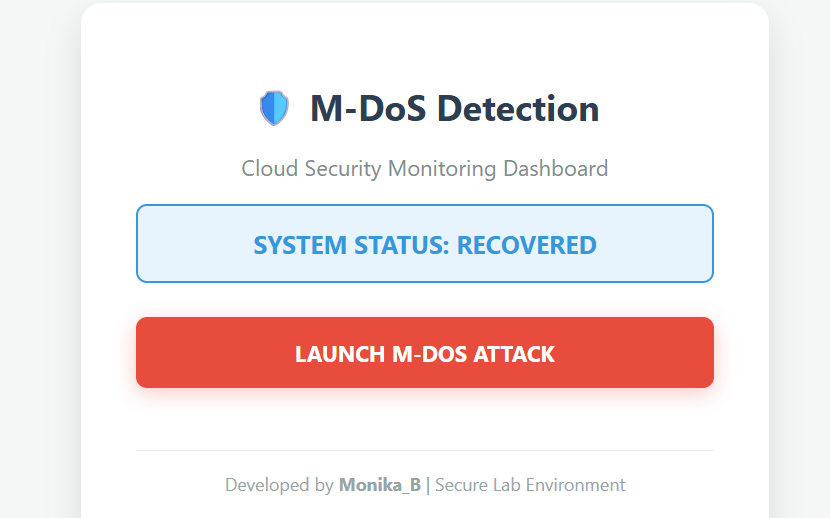 M-DoS Detection
Cloud Security Monitoring Dashboard
SYSTEM STATUS: RECOVERED
LAUNCH M-DOS ATTACK
Developed by Monika_B | Secure Lab Environment